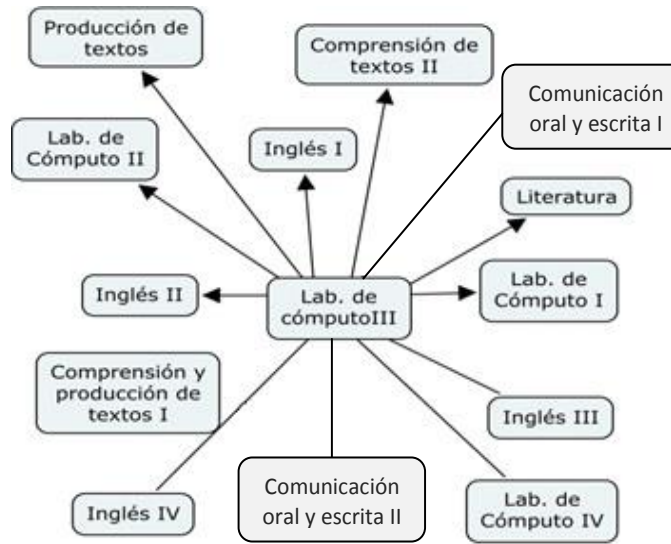 Producción de
textos
Comprensión de
textos II
Comunicación
oral y escrita I
Lab. de
Cómputo II
Inglés I
Literatura
Inglés II
Lab. de
cómputoIII
Lab. de
Cómputo I
Comprensión y
producción de
textos I
Inglés III
Inglés IV
Comunicación
oral y escrita II
Lab. de
Cómputo IV